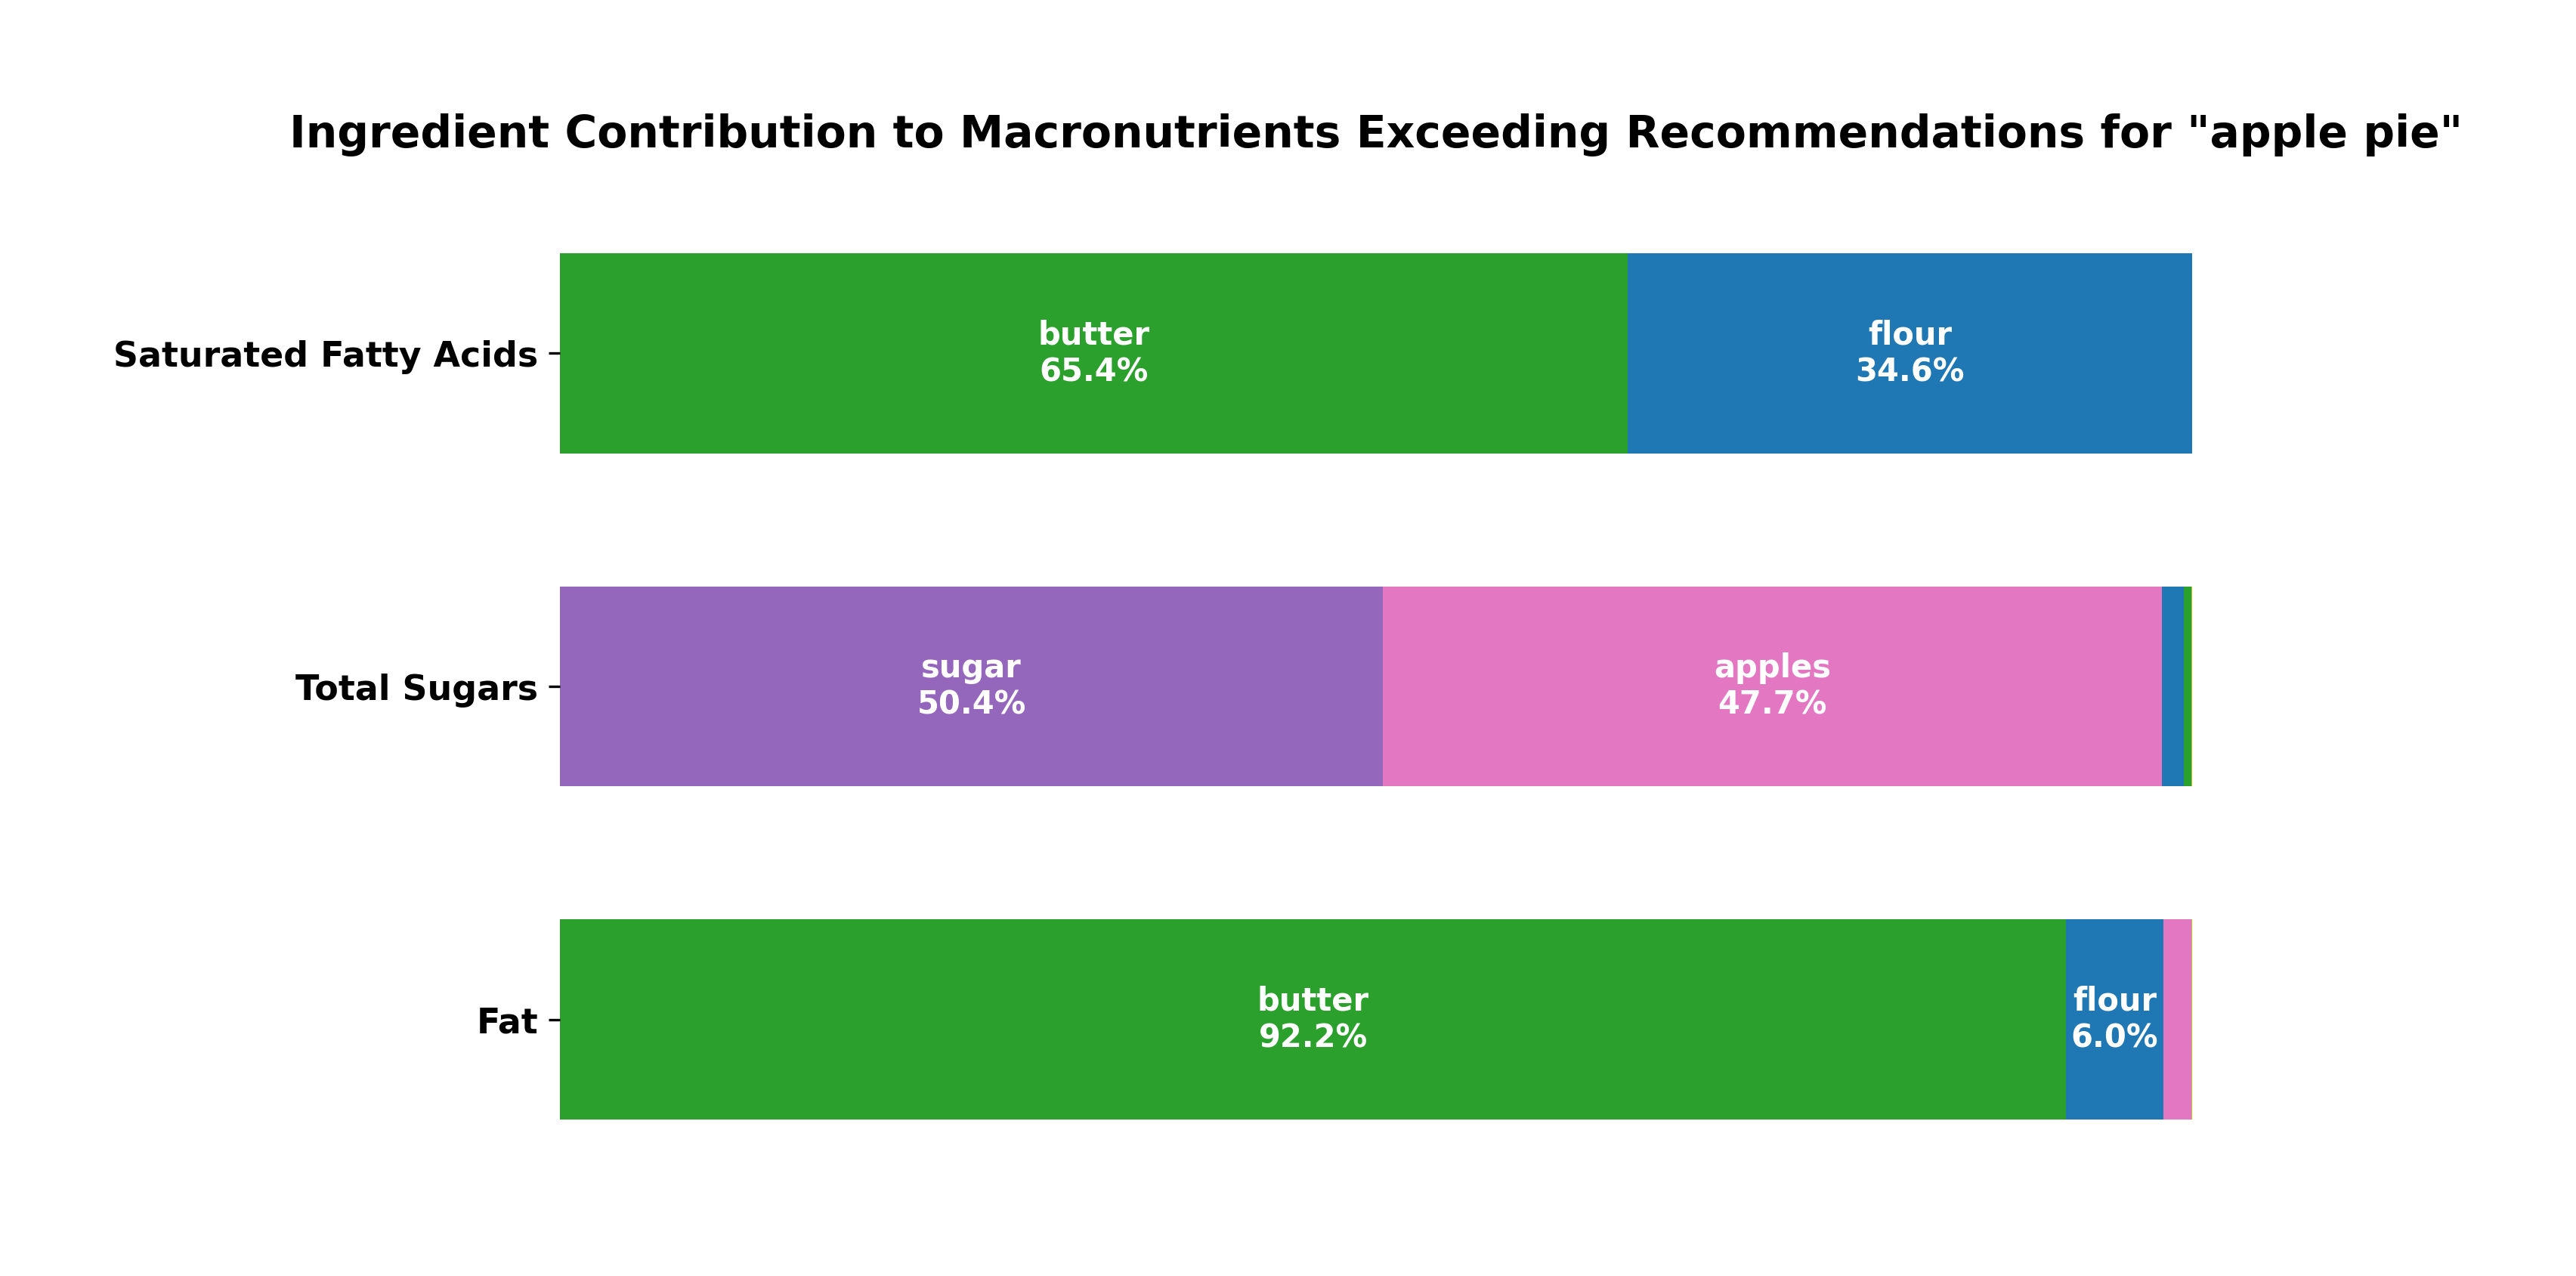 Ingredient Contribution to Macronutrients Exceeding Recommendations for "apple pie"
Saturated Fatty Acids
butter
65.4%
flour
34.6%
Total Sugars
sugar
50.4%
apples
47.7%
Fat
butter
92.2%
flour
6.0%